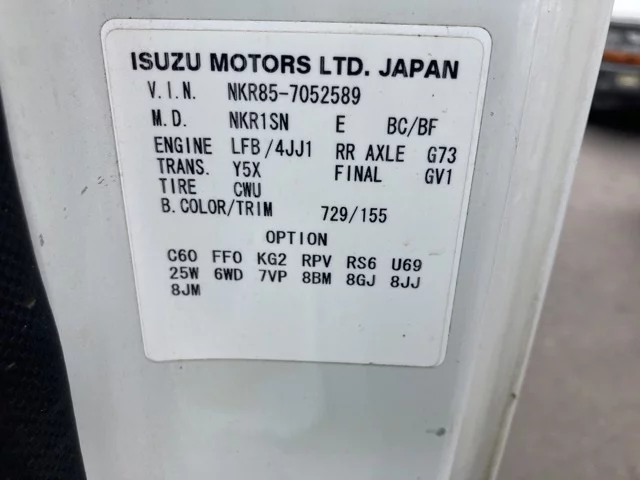 ISUZU MOTORS LTD. JAPAN
V.I.N. NKR85-7052589
M.D. NKR1SN E BC/BF
ENGINE LFB/4JJ1 RR AXLE G73
TRANS. Y5X FINAL GV1
TIRE CWU
B.COLOR/TRIM 729/155
OPTION
C60 FF0 KG2 RPV RS6 U69
25W 6WD 7VP 8BM 8GJ 8JJ
8JM